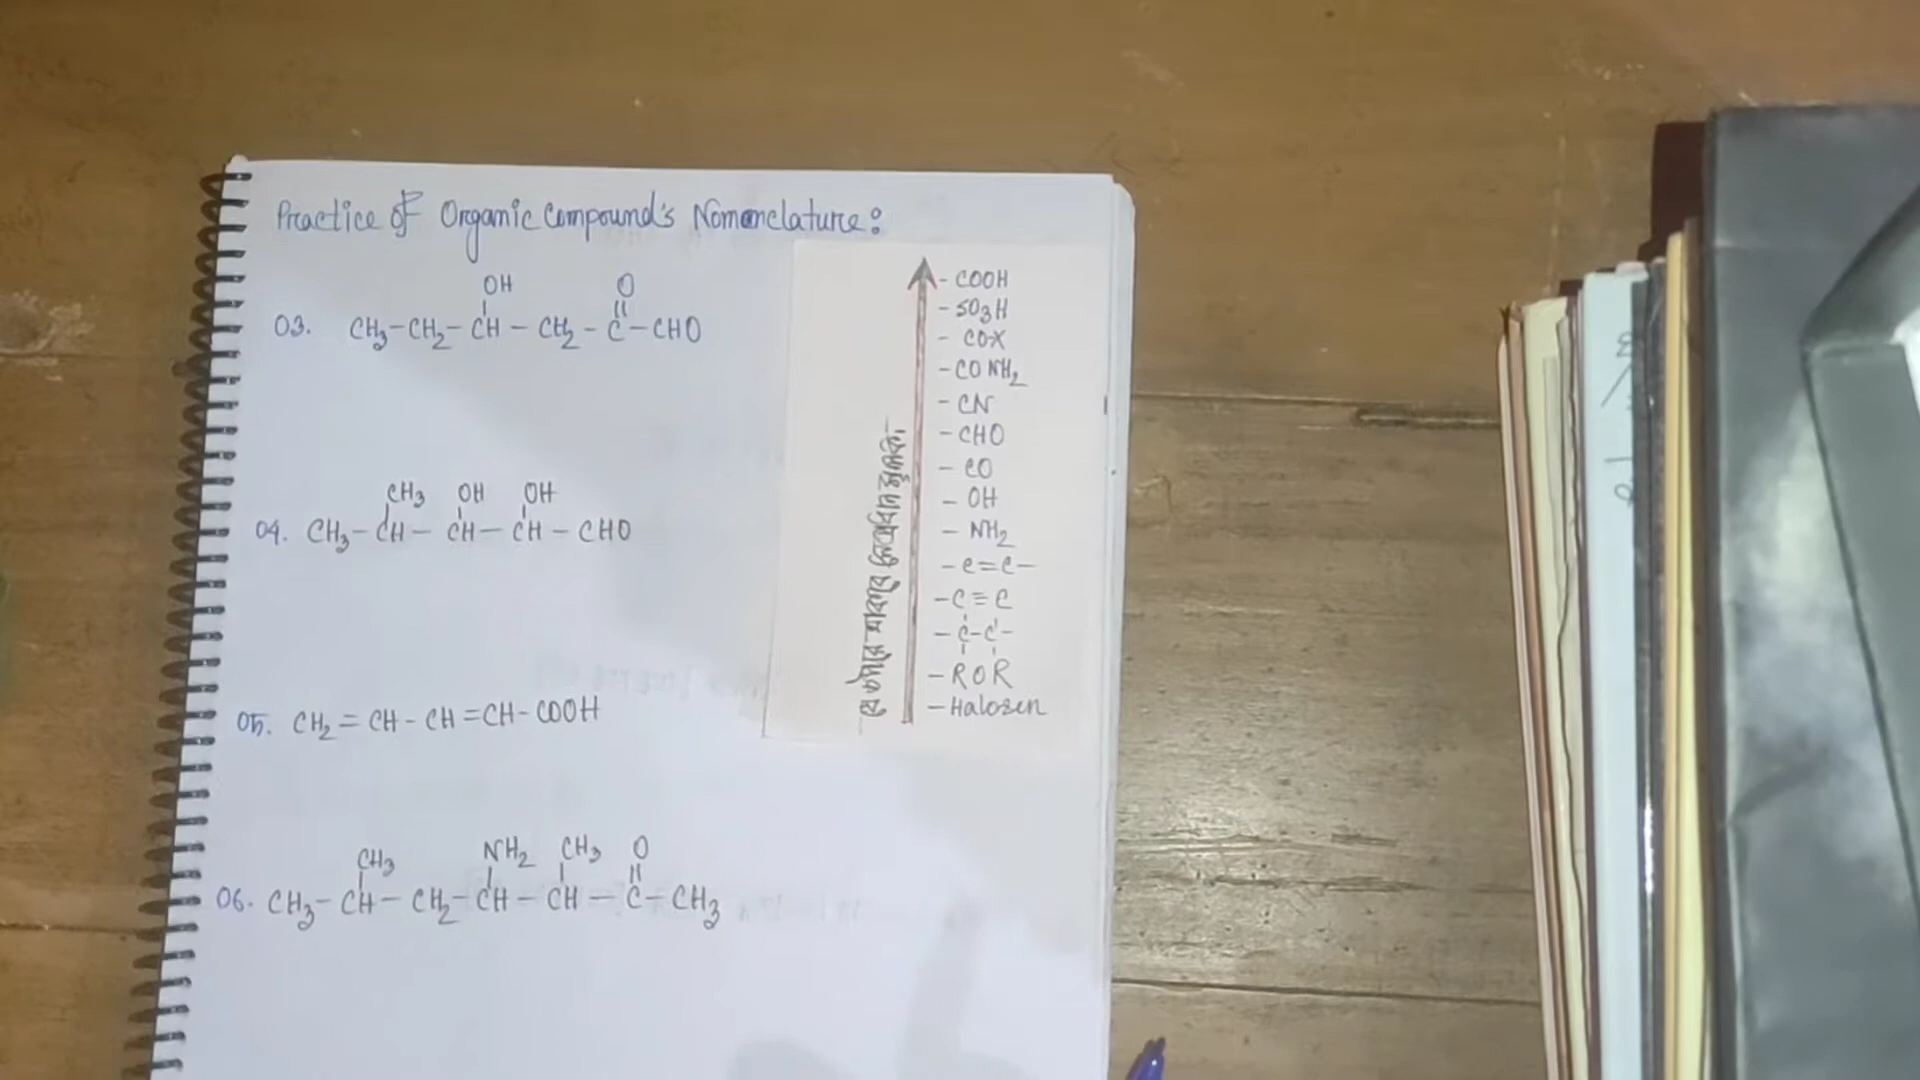 Practice of Organic Compound's Nomenclature:
OH O
03. CH3-CH2-CH-CH2-C-CHO
CH3 OH OH
04. CH3-CH-CH-CH-CHO
05. CH2=CH-CH=CH-COOH
CH3 NH2 CH3 O
06. CH3-CH-CH2-CH-CH-C-CH3
-COOH
-SO3H
-COX
-CONH2
-CN
-CHO
-CO
-OH
-NH2
-C=C-
-C≡C
-C-C-
-ROR
-Halozen